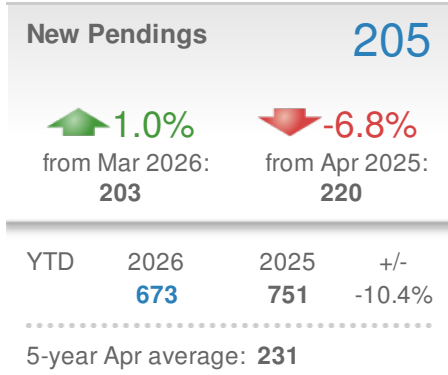 New Pendings 205
1.0% -6.8%
from Mar 2026: from Apr 2025:
203 220
YTD 2026 2025 +/-
673 751 -10.4%
5-year Apr average: 231